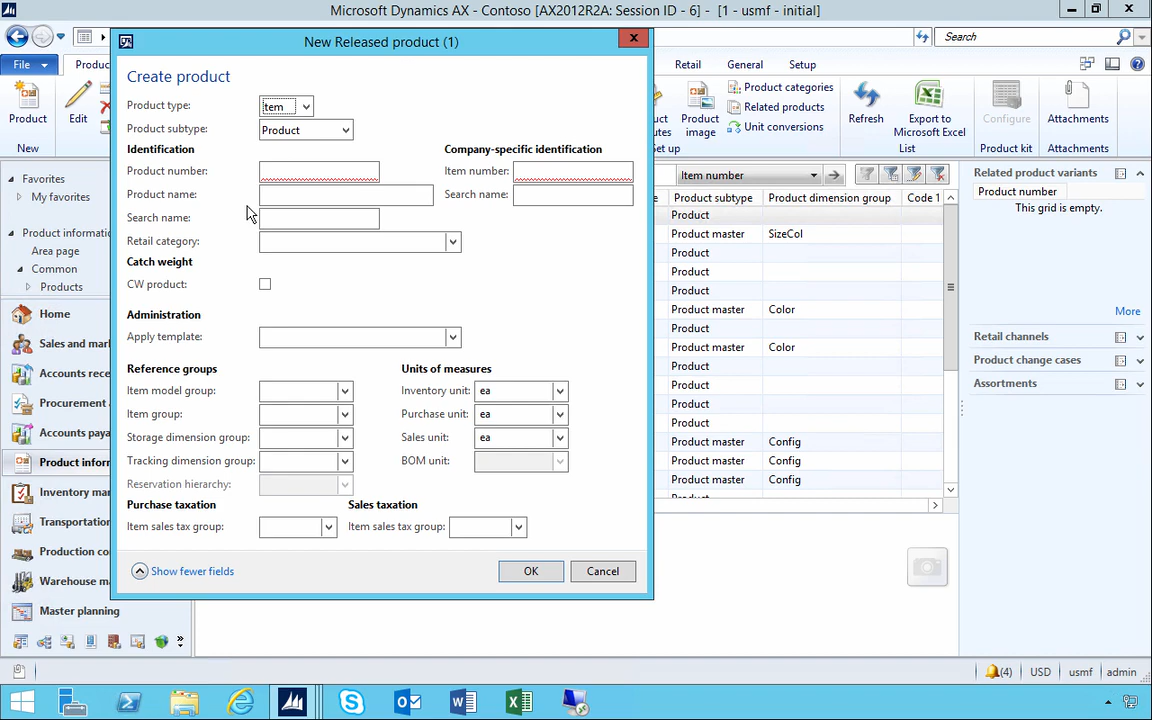 Microsoft Dynamics AX - Contoso [AX2012R2A: Session ID - 6] - [1 - usmf - initial]
Search
File
Produc
Retail
General
Setup
Product
Edit
New
Product image
Product categories
Related products
Unit conversions
Set up
Refresh
Export to Microsoft Excel
List
Configure
Product kit
Attachments
Attachments
New Released product (1)
Create product
Product type:
Item
Product subtype:
Product
Identification
Company-specific identification
Product number:
Item number:
Product name:
Search name:
Search name:
Retail category:
Catch weight
CW product:
Administration
Apply template:
Reference groups
Units of measures
Item model group:
Inventory unit:
ea
Item group:
Purchase unit:
ea
Storage dimension group:
Sales unit:
ea
Tracking dimension group:
BOM unit:
Reservation hierarchy:
Purchase taxation
Sales taxation
Item sales tax group:
Item sales tax group:
Show fewer fields
OK
Cancel
Favorites
My favorites
Product informatio
Area page
Common
Products
Home
Sales and mark
Accounts rece
Procurement a
Accounts paya
Product inform
Inventory man
Transportation
Production co
Warehouse m
Master planning
Item number
Product subtype
Product dimension group
Code 1
Product
Product master
SizeCol
Product
Product
Product
Product master
Color
Product
Product master
Color
Product
Product
Product
Product
Product master
Config
Product master
Config
Product master
Config
Related product variants
Product number
This grid is empty.
More
Retail channels
Product change cases
Assortments
(4)
USD
usmf
admin